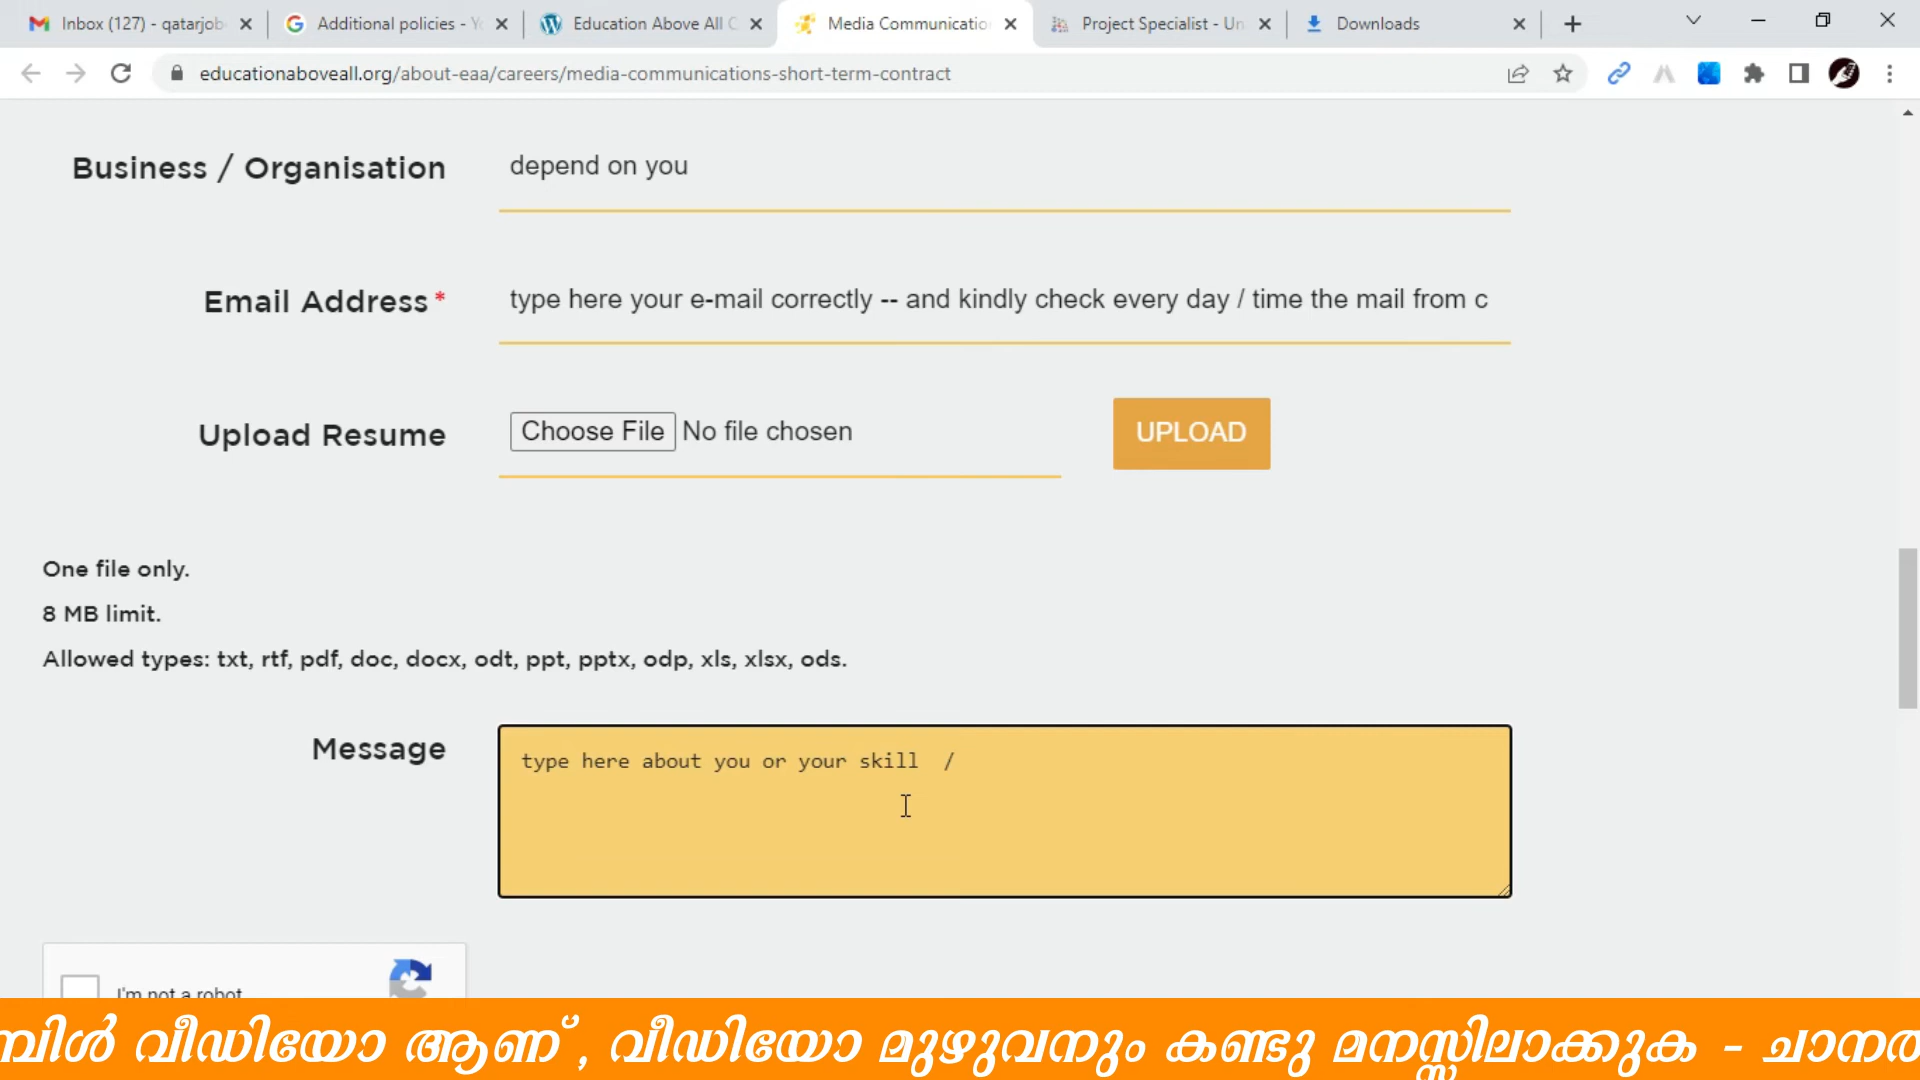 Inbox (127) - qatarjob
Additional policies - Yo
Education Above All C
Media Communicatio
Project Specialist - Un
Downloads
educationaboveall.org/about-eaa/careers/media-communications-short-term-contract
Business / Organisation
depend on you
Email Address*
type here your e-mail correctly -- and kindly check every day / time the mail from c
Upload Resume
Choose File No file chosen
UPLOAD
One file only.
8 MB limit.
Allowed types: txt, rtf, pdf, doc, docx, odt, ppt, pptx, odp, xls, xlsx, ods.
Message
type here about you or your skill /
I'm not a robot
വീഡിയോ ആണ്, വീഡിയോ മുഴുവനും കണ്ടു മനസ്സിലാക്കുക -